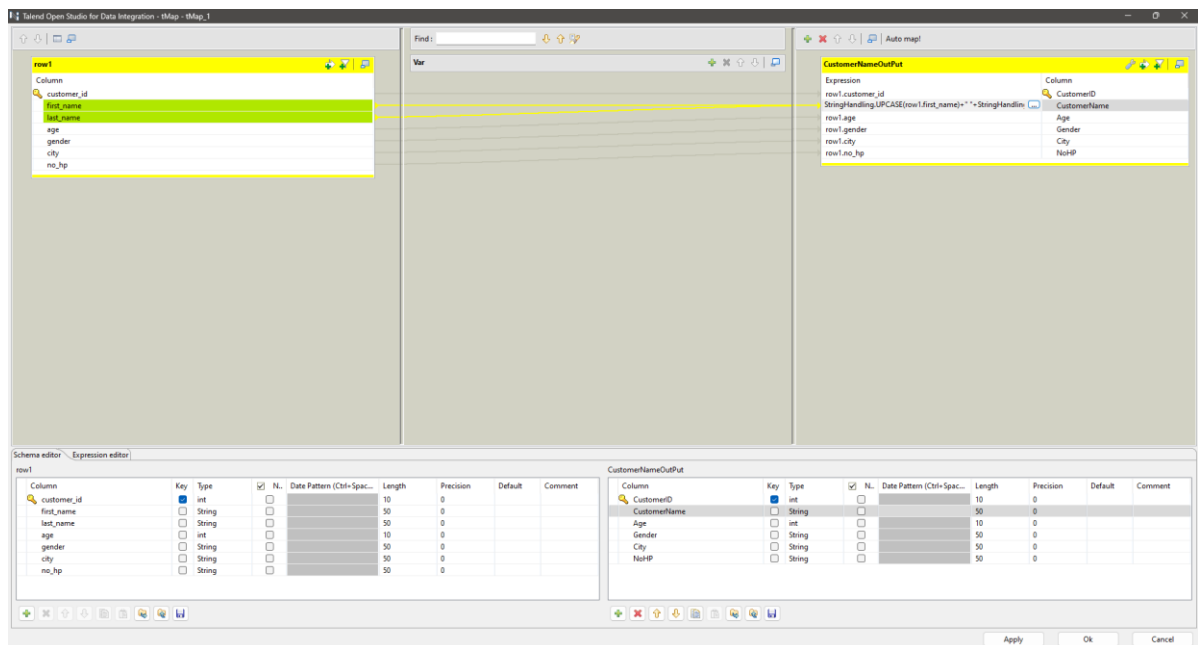 Talend Open Studio for Data Integration - tMap - tMap_1
Find :
Auto map!
row1
Column
customer_id
first_name
last_name
age
gender
city
no_hp
Var
CustomerNameOutPut
Expression Column
row1.customer_id CustomerID
StringHandling.UPCASE(row1.first_name)+" "+StringHandling ... CustomerName
row1.age Age
row1.gender Gender
row1.city City
row1.no_hp NoHP
Schema editor Expression editor
row1
Column Key Type N.. Date Pattern (Ctrl+Spac... Length Precision Default Comment
customer_id int 10 0
first_name String 50 0
last_name String 50 0
age int 10 0
gender String 50 0
city String 50 0
no_hp String 50 0
CustomerNameOutPut
Column Key Type N.. Date Pattern (Ctrl+Spac... Length Precision Default Comment
CustomerID int 10 0
CustomerName String 50 0
Age int 10 0
Gender String 50 0
City String 50 0
NoHP String 50 0
Apply Ok Cancel